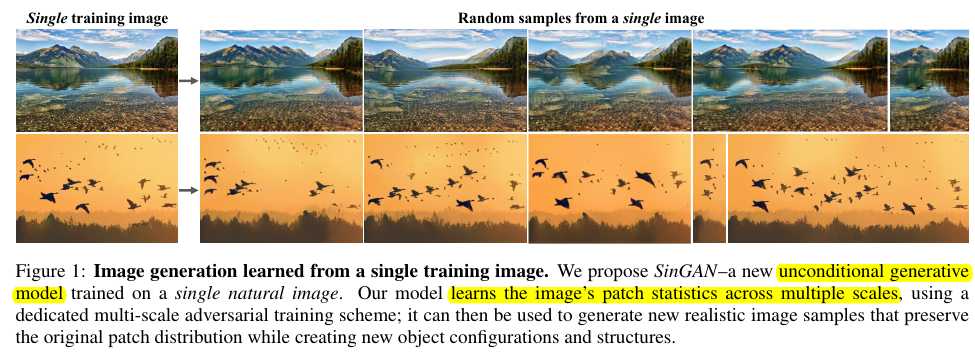 Single training image
Random samples from a single image
Figure 1: Image generation learned from a single training image. We propose SinGAN–a new unconditional generative
model trained on a single natural image. Our model learns the image's patch statistics across multiple scales, using a
dedicated multi-scale adversarial training scheme; it can then be used to generate new realistic image samples that preserve
the original patch distribution while creating new object configurations and structures.